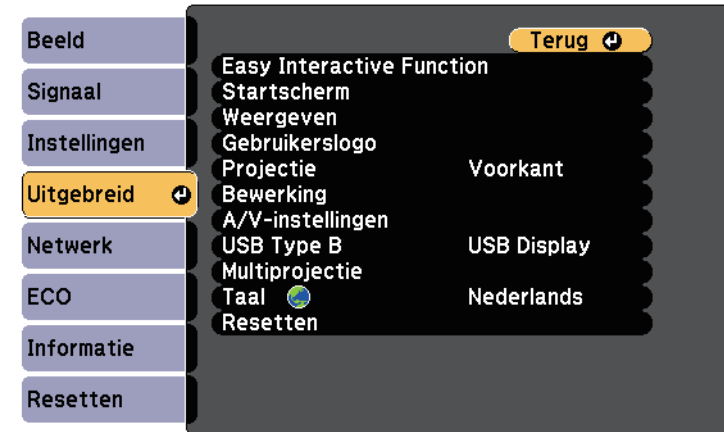 Beeld
Signaal
Instellingen
Uitgebreid
Netwerk
ECO
Informatie
Resetten
Terug
Easy Interactive Function
Startscherm
Weergeven
Gebruikerslogo
Projectie Voorkant
Bewerking
A/V-instellingen
USB Type B USB Display
Multiprojectie
Taal Nederlands
Resetten